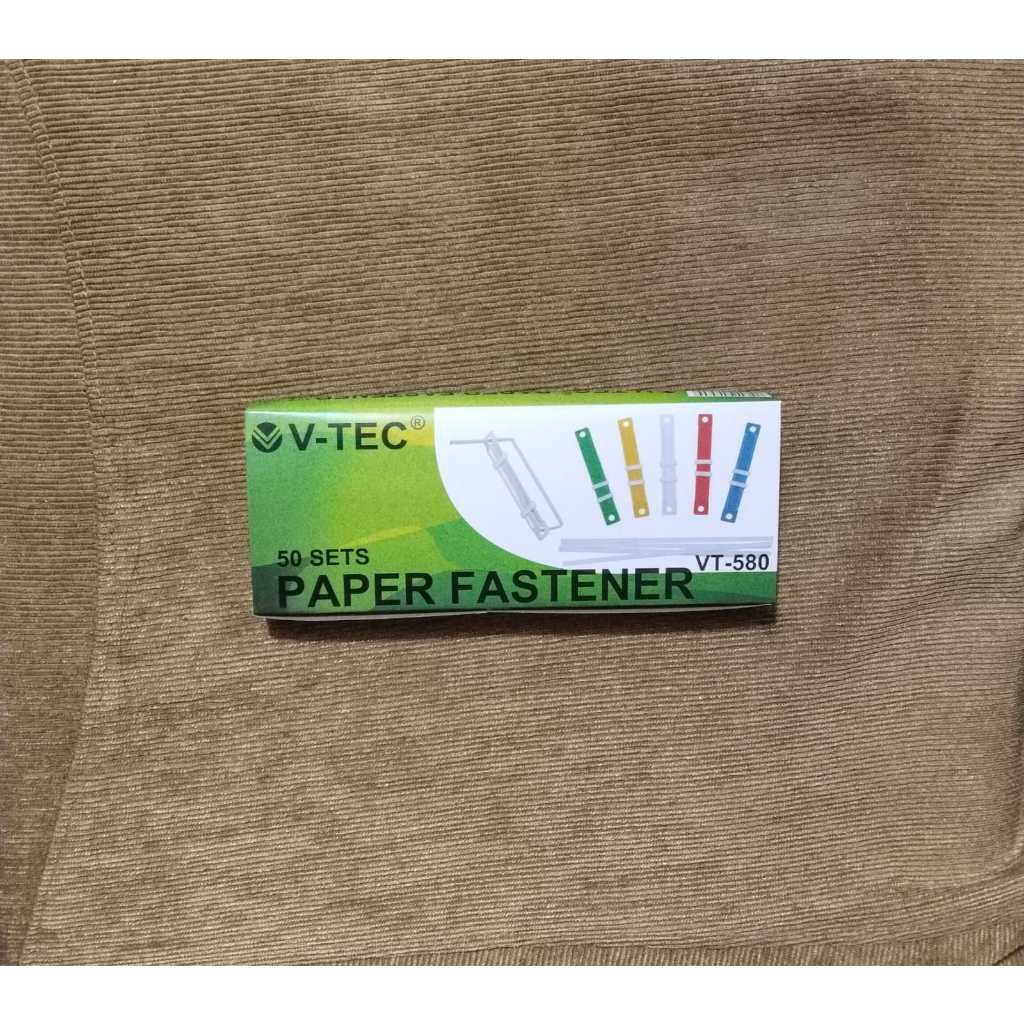 V-TEC®
50 SETS
PAPER FASTENER
VT-580